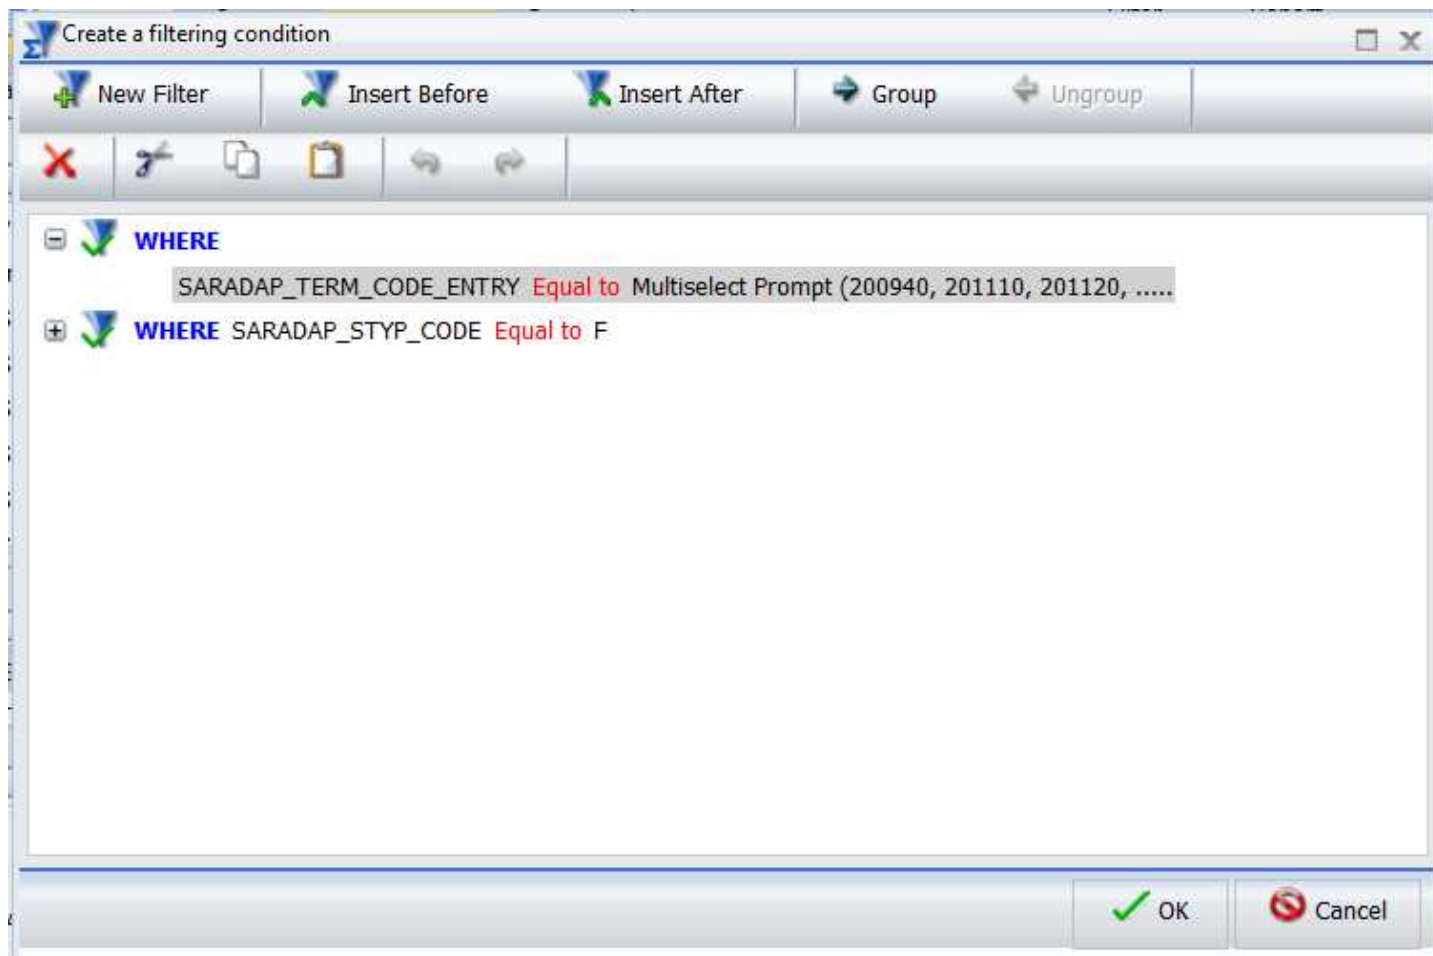 Create a filtering condition
New Filter Insert Before Insert After Group Ungroup
WHERE
SARADAP_TERM_CODE_ENTRY Equal to Multiselect Prompt (200940, 201110, 201120, .....
WHERE SARADAP_STYP_CODE Equal to F
OK Cancel